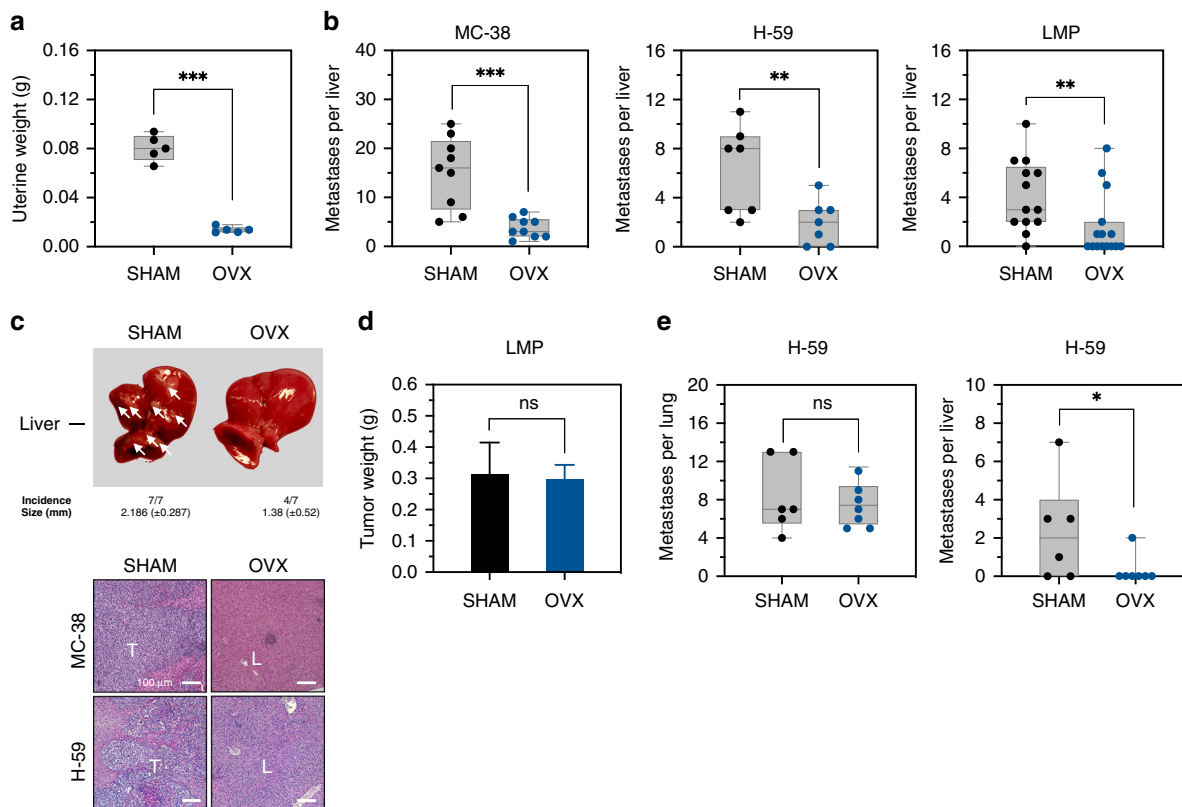 a
Uterine weight (g)
0.16
0.12
0.08
0.04
0.00
***
SHAM OVX
b
MC-38
Metastases per liver
40
30
20
10
0
***
SHAM OVX
H-59
Metastases per liver
16
12
8
4
0
**
SHAM OVX
LMP
Metastases per liver
16
12
8
4
0
**
SHAM OVX
c
SHAM OVX
Liver
Incidence 7/7 4/7
Size (mm) 2.186 (±0.287) 1.38 (±0.52)
SHAM OVX
MC-38
T
100 µm
L
H-59
T
L
d
LMP
Tumor weight (g)
0.6
0.5
0.4
0.3
0.2
0.1
0.0
ns
SHAM OVX
e
H-59
Metastases per lung
20
16
12
8
4
0
ns
SHAM OVX
H-59
Metastases per liver
10
8
6
4
2
0
*
SHAM OVX